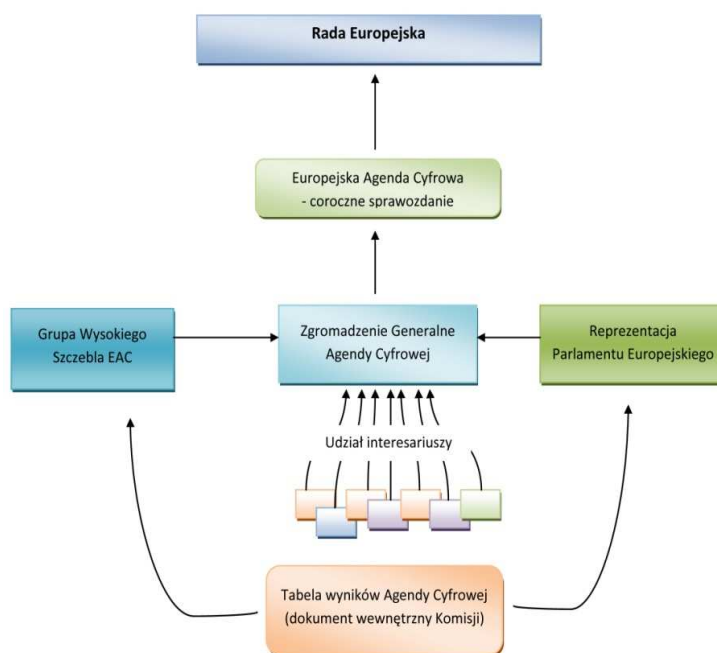 Rada Europejska
Europejska Agenda Cyfrowa
- coroczne sprawozdanie
Grupa Wysokiego
Szczebla EAC
Zgromadzenie Generalne
Agendy Cyfrowej
Reprezentacja
Parlamentu Europejskiego
Udział interesariuszy
Tabela wyników Agendy Cyfrowej
(dokument wewnętrzny Komisji)